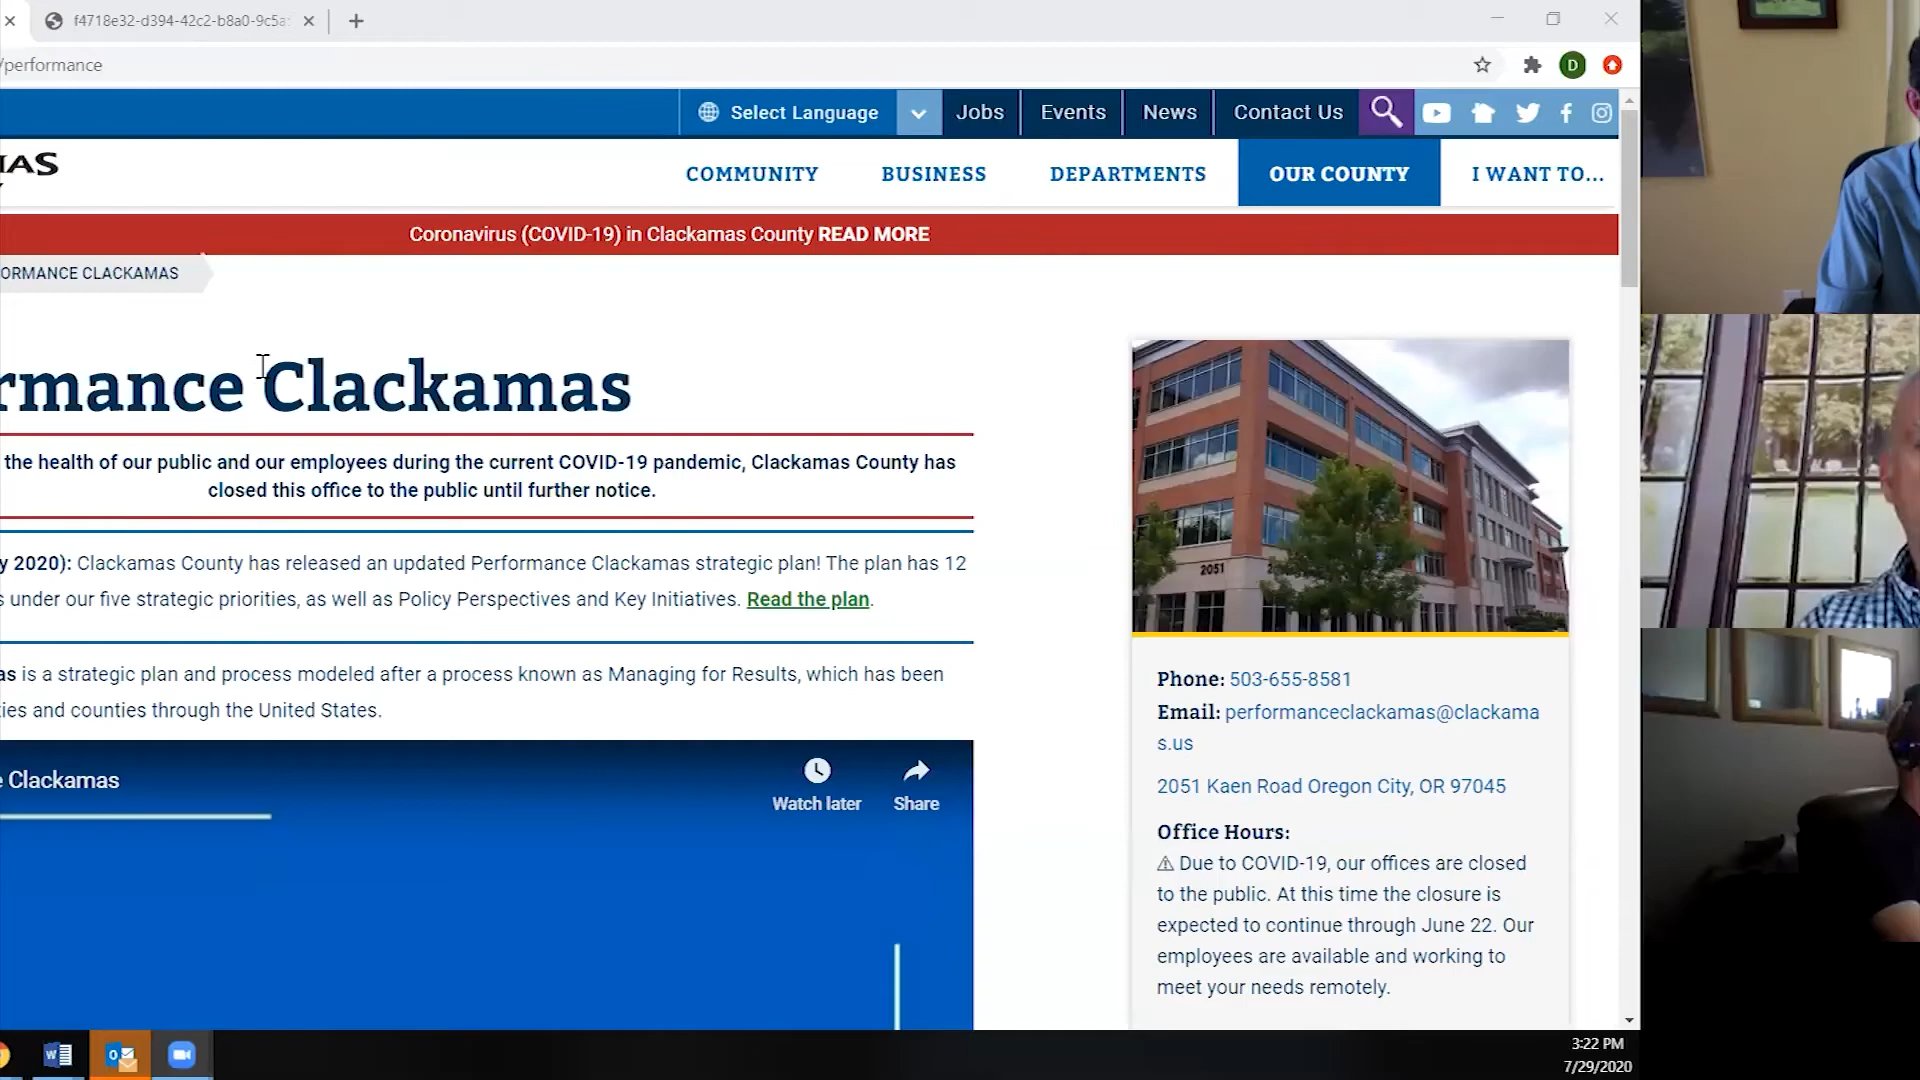 f4718e32-d394-42c2-b8a0-9c5a
/performance
D
Select Language
Jobs
Events
News
Contact Us
MAS
COMMUNITY
BUSINESS
DEPARTMENTS
OUR COUNTY
I WANT TO...
Coronavirus (COVID-19) in Clackamas County READ MORE
ORMANCE CLACKAMAS
rmance Clackamas
the health of our public and our employees during the current COVID-19 pandemic, Clackamas County has
closed this office to the public until further notice.
y 2020): Clackamas County has released an updated Performance Clackamas strategic plan! The plan has 12
s under our five strategic priorities, as well as Policy Perspectives and Key Initiatives. Read the plan.
as is a strategic plan and process modeled after a process known as Managing for Results, which has been
ties and counties through the United States.
e Clackamas
Watch later
Share
2051
Phone: 503-655-8581
Email: performanceclackamas@clackama
s.us
2051 Kaen Road Oregon City, OR 97045
Office Hours:
⚠ Due to COVID-19, our offices are closed
to the public. At this time the closure is
expected to continue through June 22. Our
employees are available and working to
meet your needs remotely.
3:22 PM
7/29/2020